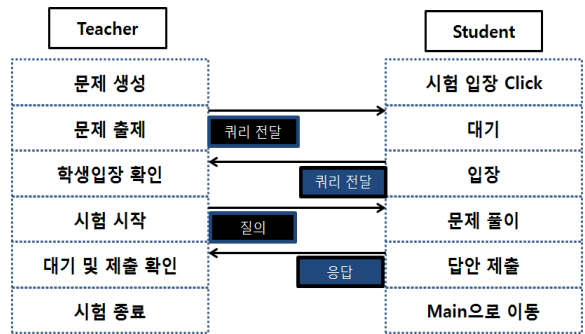 Teacher
Student
문제 생성
시험 입장 Click
문제 출제
쿼리 전달
대기
학생입장 확인
쿼리 전달
입장
시험 시작
질의
문제 풀이
대기 및 제출 확인
응답
답안 제출
시험 종료
Main으로 이동